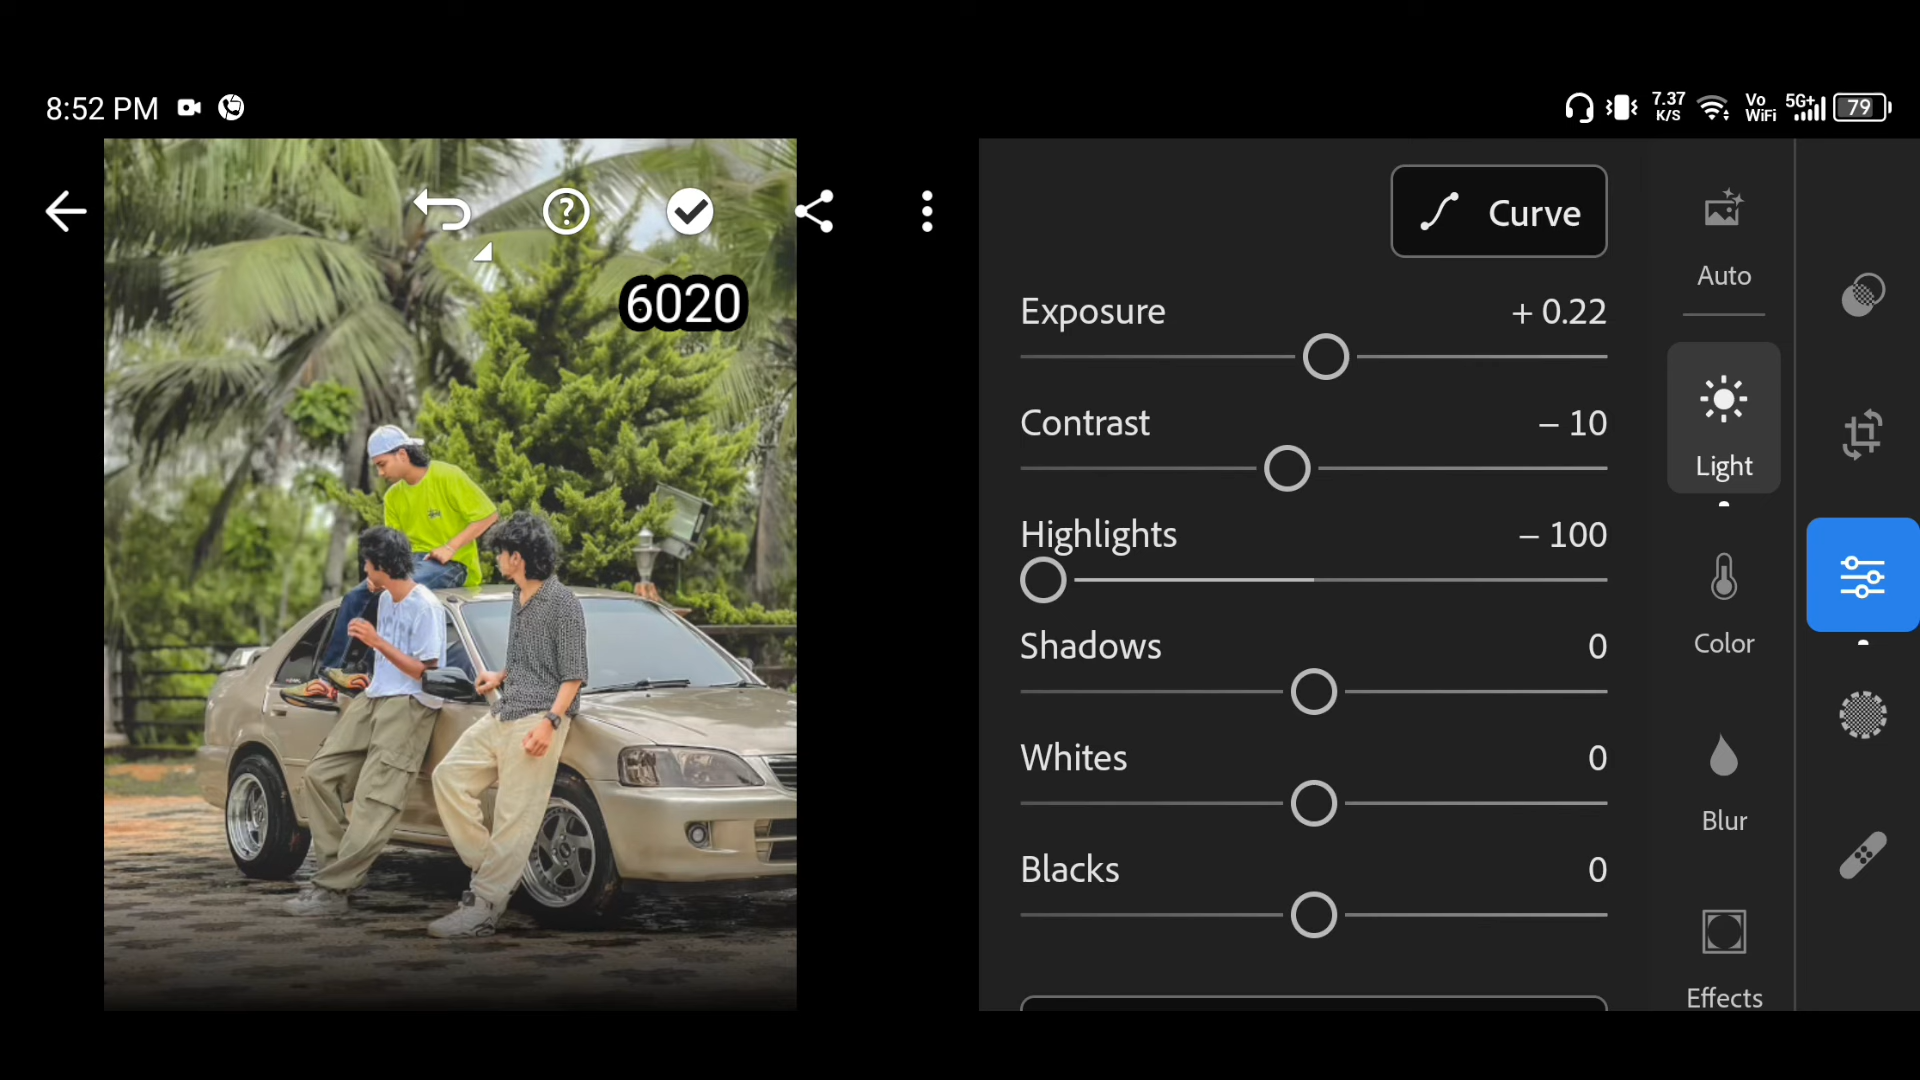 8:52 PM
7.37
K/S
Vo
WiFi
5G+
79
6020
Curve
Exposure
+ 0.22
Contrast
– 10
Highlights
– 100
Shadows
0
Whites
0
Blacks
0
Auto
Light
Color
Blur
Effects